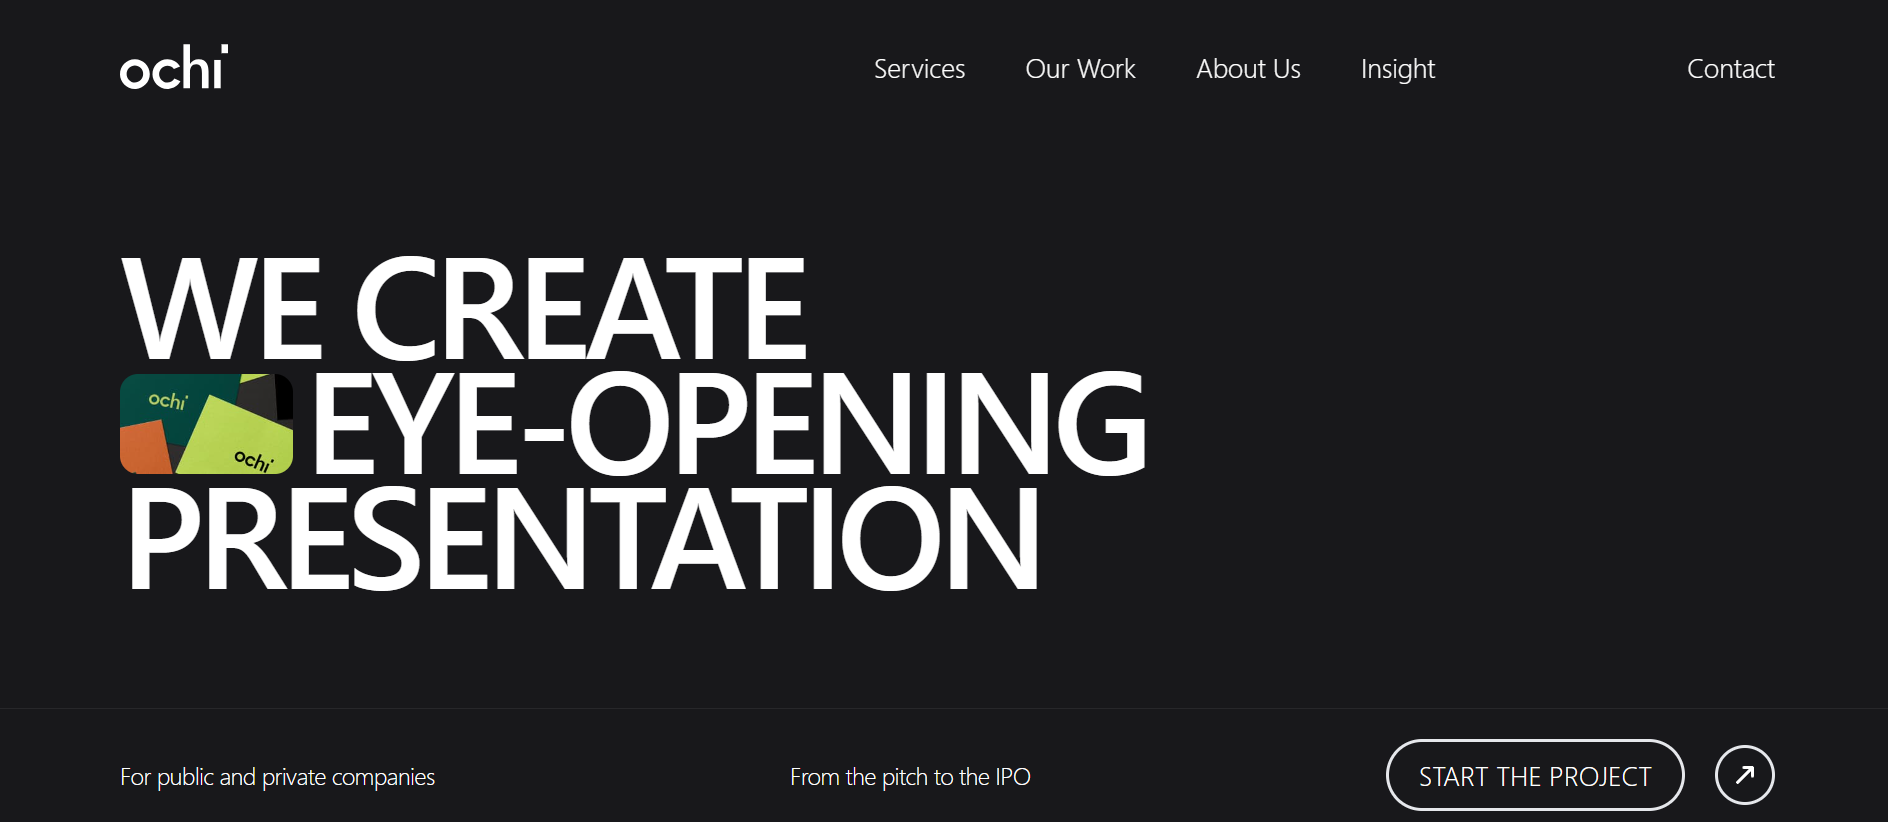 ochi
Services Our Work About Us Insight Contact
WE CREATE
ochi
ochi
EYE-OPENING
PRESENTATION
For public and private companies From the pitch to the IPO START THE PROJECT